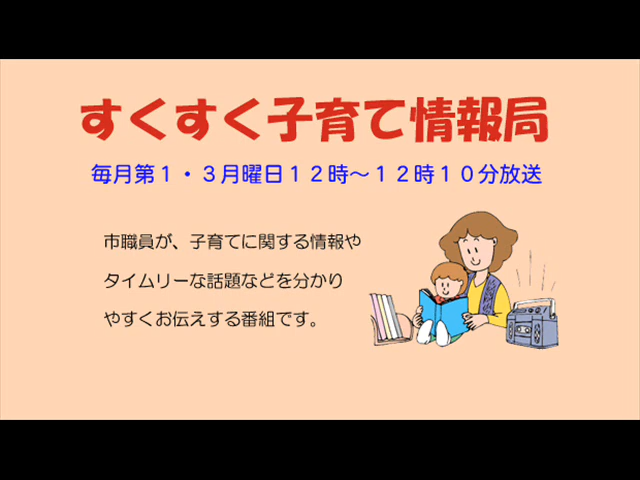 すくすく子育て情報局
毎月第１・３月曜日１２時～１２時１０分放送
市職員が、子育てに関する情報や
タイムリーな話題などを分かり
やすくお伝えする番組です。